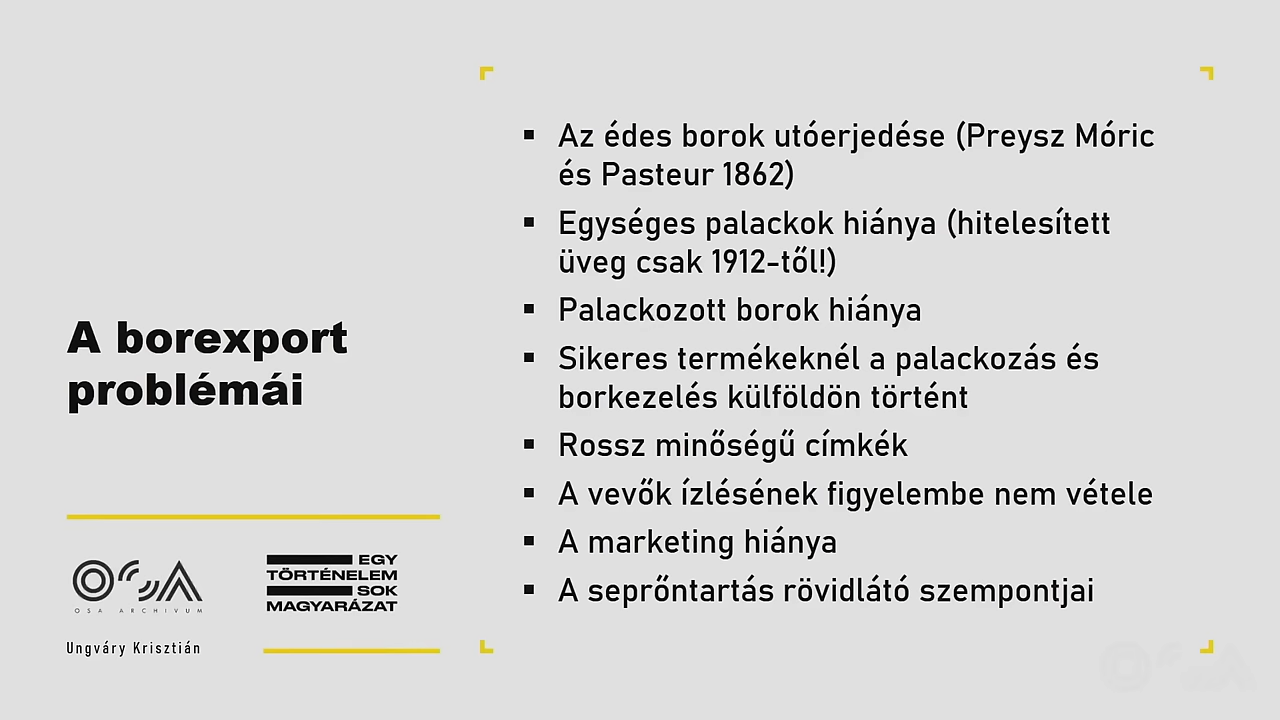 A borexport
problémái
OSA ARCHIVUM
EGY
TÖRTÉNELEM
SOK
MAGYARÁZAT
Ungváry Krisztián
▪ Az édes borok utóerjedése (Preysz Móric
és Pasteur 1862)
▪ Egységes palackok hiánya (hitelesített
üveg csak 1912-től!)
▪ Palackozott borok hiánya
▪ Sikeres termékeknél a palackozás és
borkezelés külföldön történt
▪ Rossz minőségű címkék
▪ A vevők ízlésének figyelembe nem vétele
▪ A marketing hiánya
▪ A seprőntartás rövidlátó szempontjai